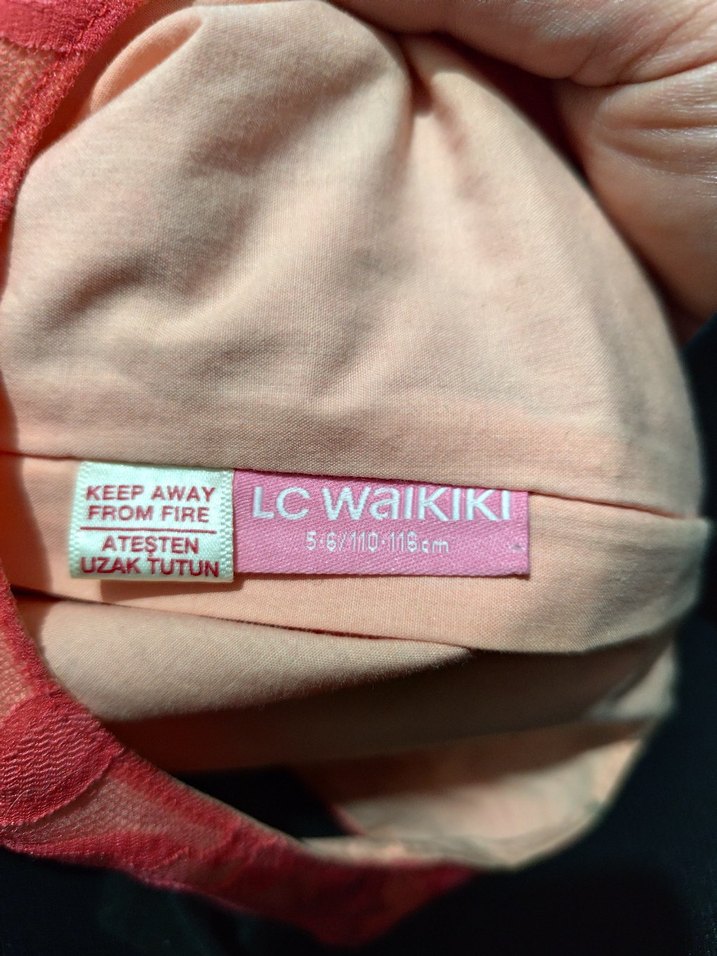 KEEP AWAY
FROM FIRE
ATEŞTEN
UZAK TUTUN
LC WaiKiKi
5-6/110-116cm